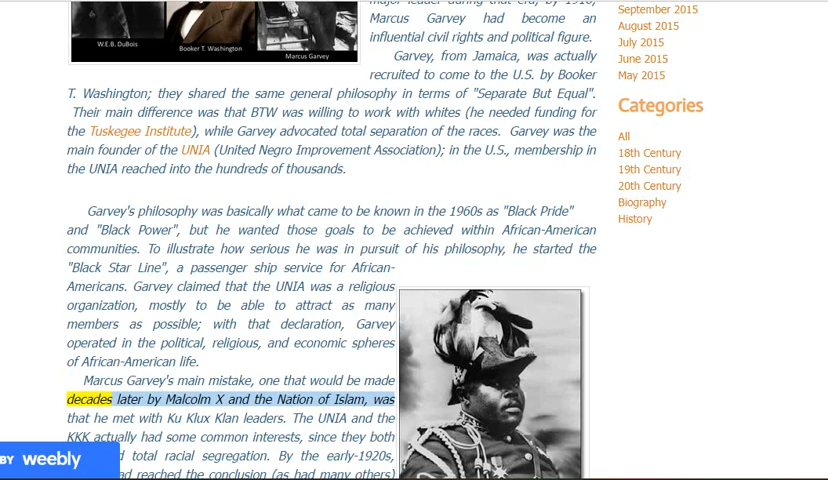 W.E.B. DuBois
Booker T. Washington
Marcus Garvey
Marcus Garvey had become an
influential civil rights and political figure.
Garvey, from Jamaica, was actually
recruited to come to the U.S. by Booker
T. Washington; they shared the same general philosophy in terms of "Separate But Equal".
Their main difference was that BTW was willing to work with whites (he needed funding for
the Tuskegee Institute), while Garvey advocated total separation of the races. Garvey was the
main founder of the UNIA (United Negro Improvement Association); in the U.S., membership in
the UNIA reached into the hundreds of thousands.
Garvey's philosophy was basically what came to be known in the 1960s as "Black Pride"
and "Black Power", but he wanted those goals to be achieved within African-American
communities. To illustrate how serious he was in pursuit of his philosophy, he started the
"Black Star Line", a passenger ship service for African-
Americans. Garvey claimed that the UNIA was a religious
organization, mostly to be able to attract as many
members as possible; with that declaration, Garvey
operated in the political, religious, and economic spheres
of African-American life.
Marcus Garvey's main mistake, one that would be made
decades later by Malcolm X and the Nation of Islam, was
that he met with Ku Klux Klan leaders. The UNIA and the
KKK actually had some common interests, since they both
total racial segregation. By the early-1920s,
had reached the conclusion (as had many others)
BY weebly
September 2015
August 2015
July 2015
June 2015
May 2015
Categories
All
18th Century
19th Century
20th Century
Biography
History